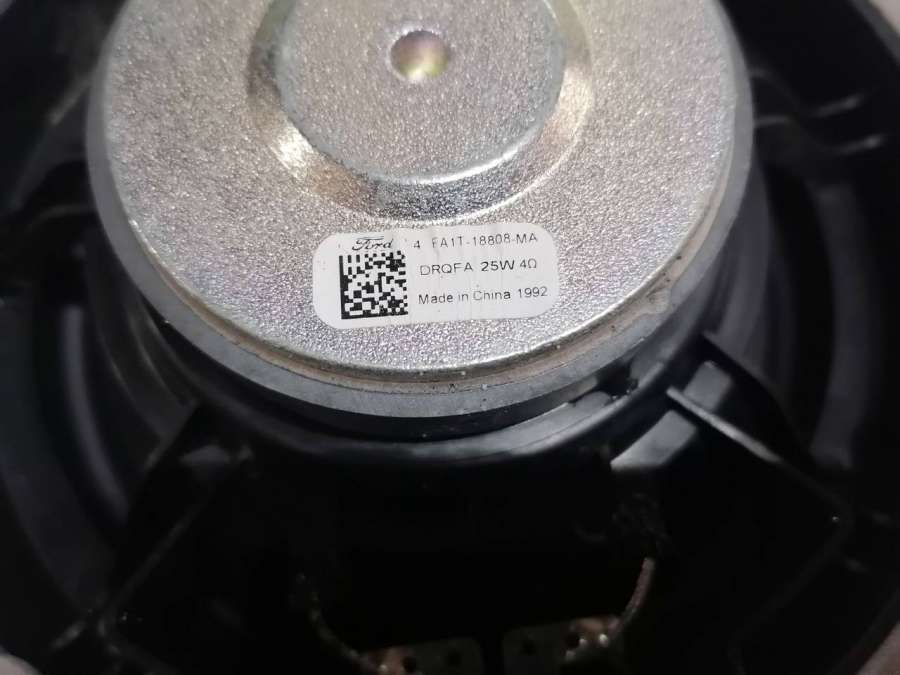 Ford 4 FA1T-18808-MA
DRQFA 25W 4Ω
Made in China 1992